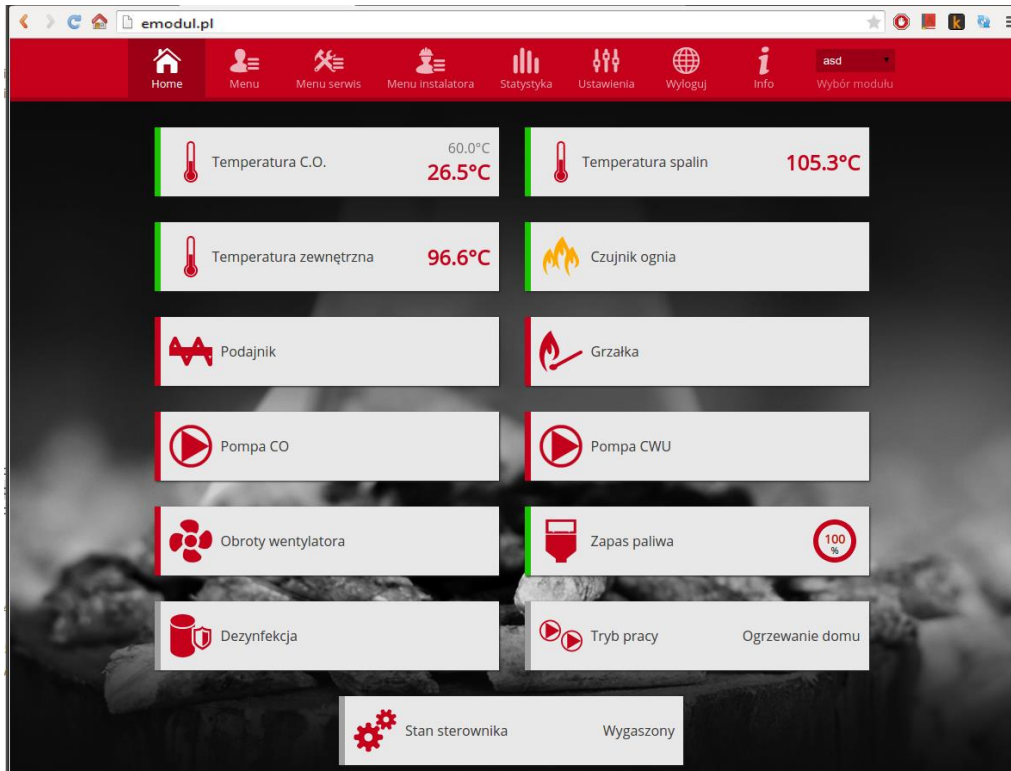 emodul.pl
Home
Menu
Menu serwis
Menu instalatora
Statystyka
Ustawienia
Wyloguj
Info
asd
Wybór modułu
Temperatura C.O.
60.0°C
26.5°C
Temperatura spalin
105.3°C
Temperatura zewnętrzna
96.6°C
Czujnik ognia
Podajnik
Grzałka
Pompa CO
Pompa CWU
Obroty wentylatora
Zapas paliwa
100
%
Dezynfekcja
Tryb pracy
Ogrzewanie domu
Stan sterownika
Wygaszony